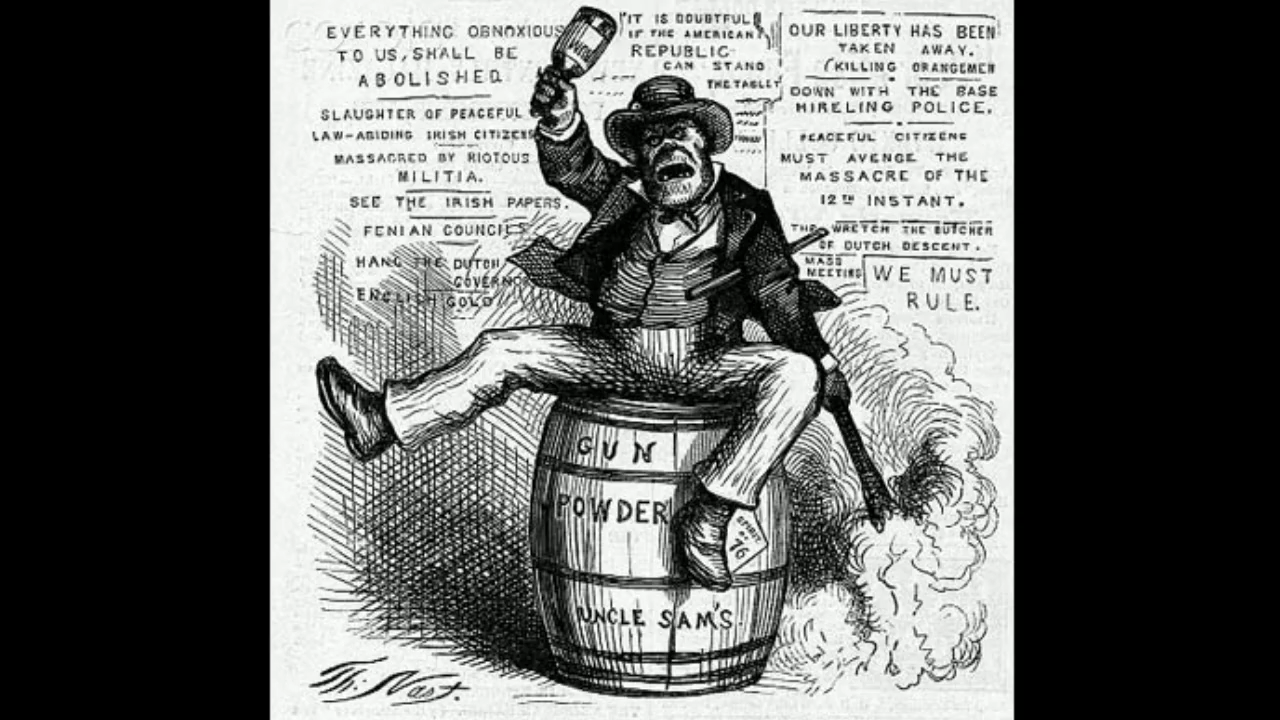 EVERYTHING OBNOXIOUS
TO US, SHALL BE
ABOLISHED
SLAUGHTER OF PEACEFUL
LAW-ABIDING IRISH CITIZENS
MASSACRED BY RIOTOUS
MILITIA.
SEE THE IRISH PAPERS.
FENIAN COUNCILS
HANG THE DUTCH
GOVERNOR
ENGLISH GOLD
"IT IS DOUBTFUL
IF THE AMERICAN
REPUBLIC
CAN STAND
THE TABLET
OUR LIBERTY HAS BEEN
TAKEN AWAY.
(KILLING ORANGEMEN
DOWN WITH THE BASE
HIRELING POLICE.
PEACEFUL CITIZENS
MUST AVENGE THE
MASSACRE OF THE
12TH INSTANT.
THE WRETCH THE BUTCHER
OF DUTCH DESCENT.
MASS
MEETING
WE MUST
RULE.
GUN
POWDER
76
UNCLE SAM'S
Th: Nast.